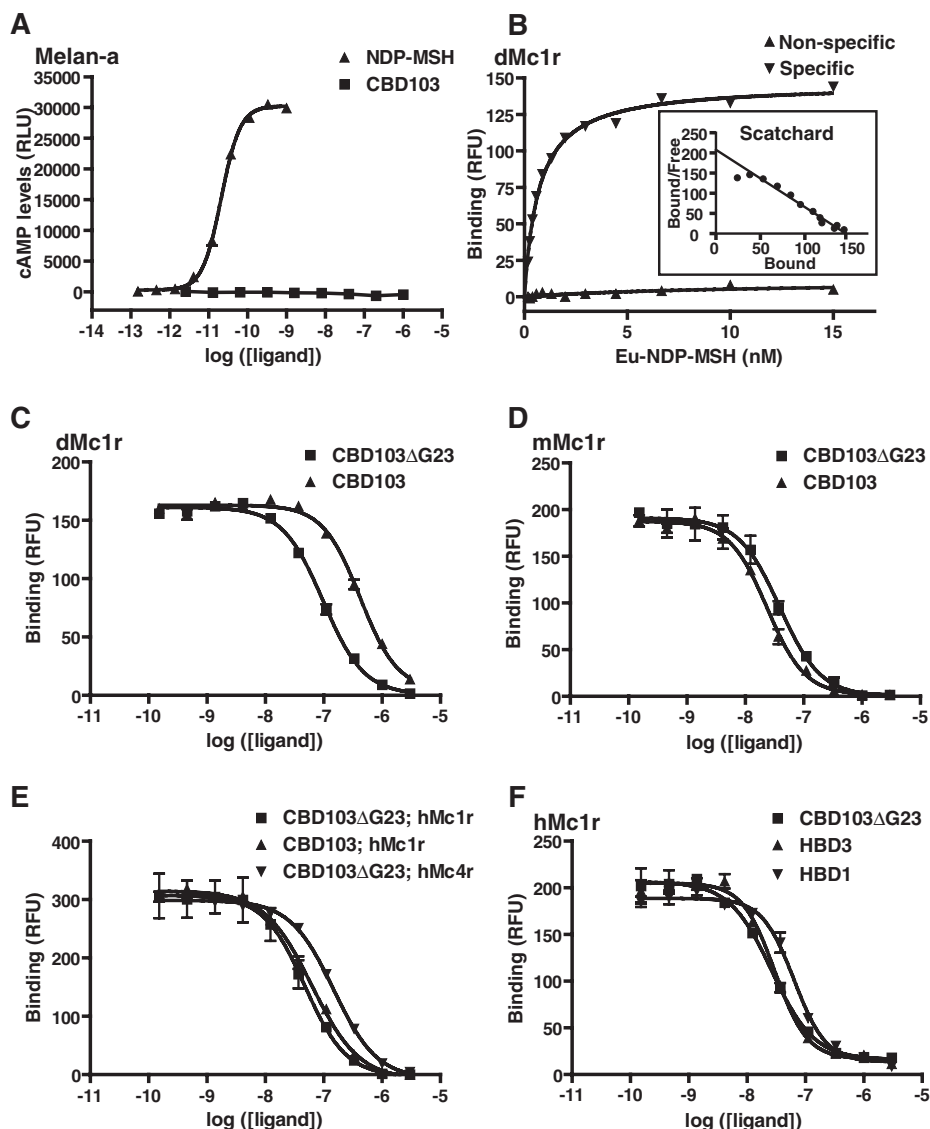 A
Melan-a
NDP-MSH
CBD103
35000
30000
25000
20000
15000
10000
5000
0
cAMP levels (RLU)
-14 -13 -12 -11 -10 -9 -8 -7 -6 -5
log ([ligand])
B
dMc1r
Non-specific
Specific
150
125
100
75
50
25
0
Binding (RFU)
0 5 10 15
Eu-NDP-MSH (nM)
Scatchard
250
200
150
100
50
0
Bound/Free
0 50 100 150
Bound
C
dMc1r
CBD103ΔG23
CBD103
200
150
100
50
0
Binding (RFU)
-11 -10 -9 -8 -7 -6 -5
log ([ligand])
D
mMc1r
CBD103ΔG23
CBD103
250
200
150
100
50
0
Binding (RFU)
-11 -10 -9 -8 -7 -6 -5
log ([ligand])
E
CBD103ΔG23; hMc1r
CBD103; hMc1r
CBD103ΔG23; hMc4r
400
300
200
100
0
Binding (RFU)
-11 -10 -9 -8 -7 -6 -5
log ([ligand])
F
hMc1r
CBD103ΔG23
HBD3
HBD1
250
200
150
100
50
0
Binding (RFU)
-11 -10 -9 -8 -7 -6 -5
log ([ligand])